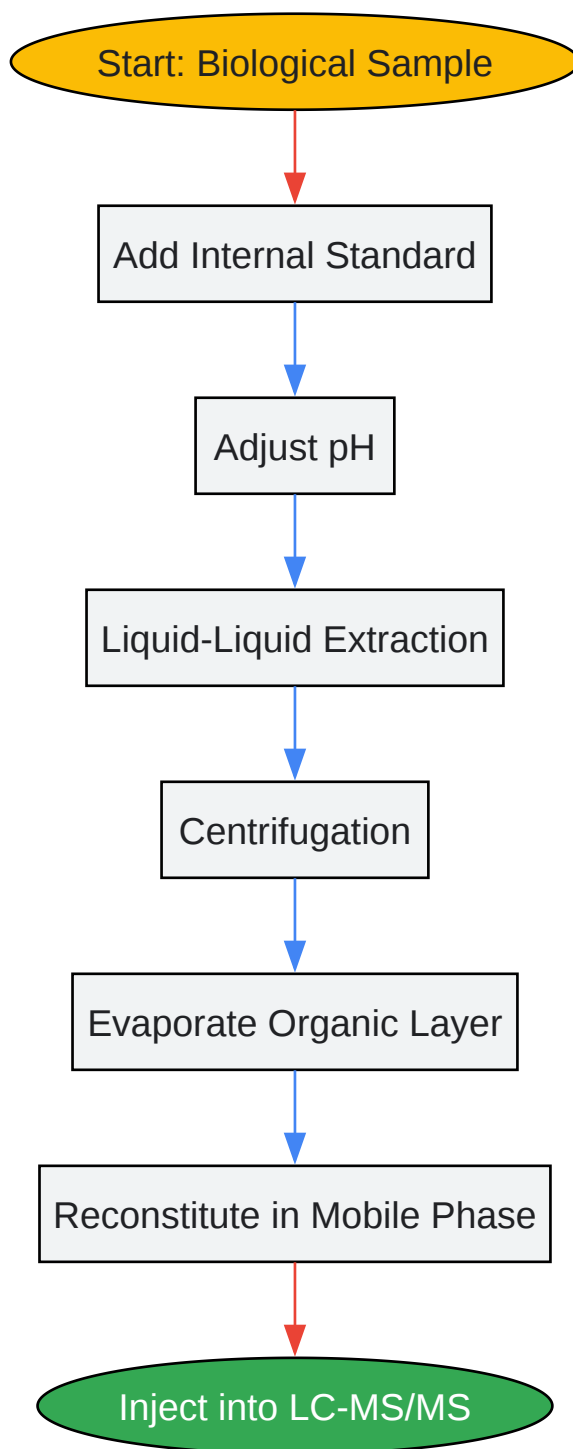 Start: Biological Sample
Add Internal Standard
Adjust pH
Liquid-Liquid Extraction
Centrifugation
Evaporate Organic Layer
Reconstitute in Mobile Phase
Inject into LC-MS/MS